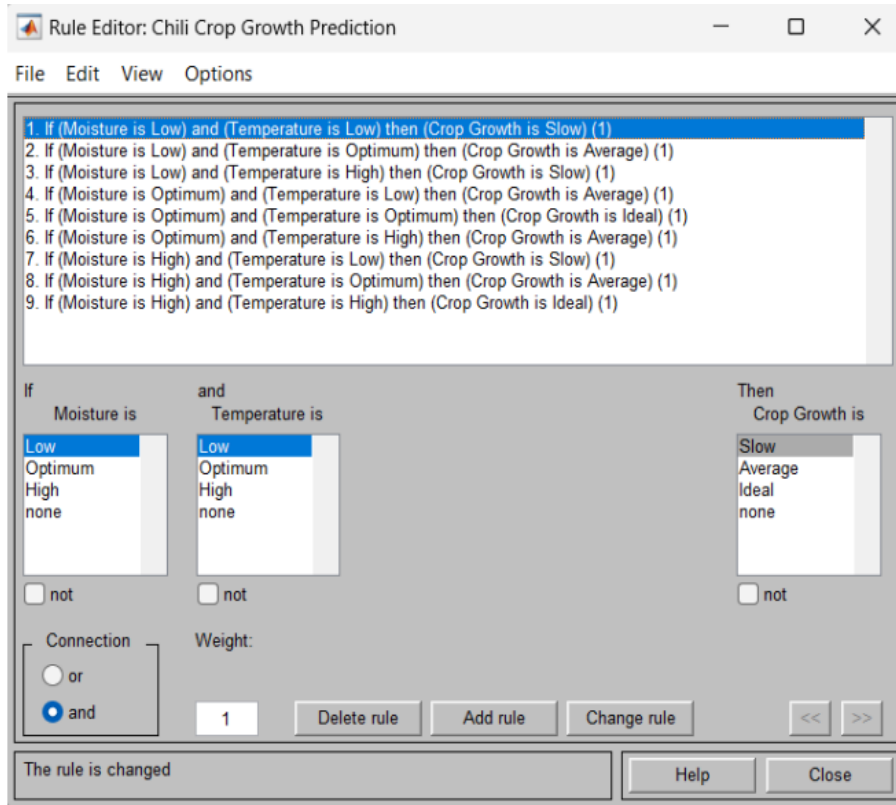 Rule Editor: Chili Crop Growth Prediction
File Edit View Options
1. If (Moisture is Low) and (Temperature is Low) then (Crop Growth is Slow) (1)
2. If (Moisture is Low) and (Temperature is Optimum) then (Crop Growth is Average) (1)
3. If (Moisture is Low) and (Temperature is High) then (Crop Growth is Slow) (1)
4. If (Moisture is Optimum) and (Temperature is Low) then (Crop Growth is Average) (1)
5. If (Moisture is Optimum) and (Temperature is Optimum) then (Crop Growth is Ideal) (1)
6. If (Moisture is Optimum) and (Temperature is High) then (Crop Growth is Average) (1)
7. If (Moisture is High) and (Temperature is Low) then (Crop Growth is Slow) (1)
8. If (Moisture is High) and (Temperature is Optimum) then (Crop Growth is Average) (1)
9. If (Moisture is High) and (Temperature is High) then (Crop Growth is Ideal) (1)
If
Moisture is
Low
Optimum
High
none
not
and
Temperature is
Low
Optimum
High
none
not
Then
Crop Growth is
Slow
Average
Ideal
none
not
Connection
or
and
Weight:
1
Delete rule
Add rule
Change rule
<<
>>
The rule is changed
Help
Close